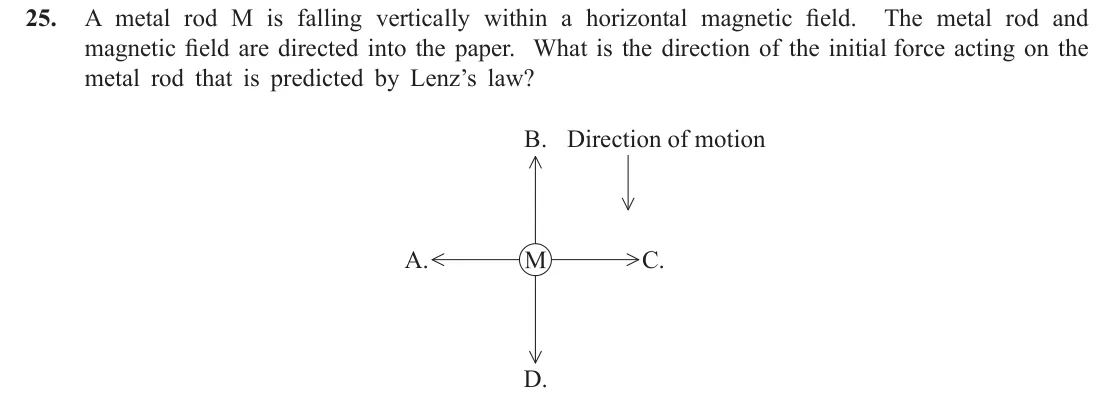 25. A metal rod M is falling vertically within a horizontal magnetic field. The metal rod and
magnetic field are directed into the paper. What is the direction of the initial force acting on the
metal rod that is predicted by Lenz’s law?
B. Direction of motion
A. M C.
D.